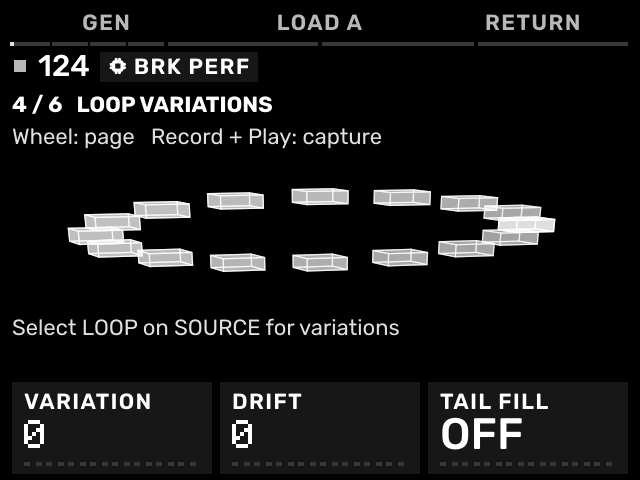 GEN LOAD A RETURN
124 BRK PERF
4 / 6 LOOP VARIATIONS
Wheel: page Record + Play: capture
Select LOOP on SOURCE for variations
VARIATION DRIFT TAIL FILL
0 0 OFF